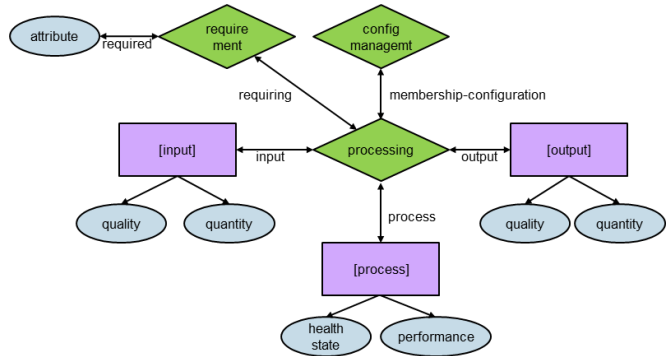 attribute
required
require
ment
config
managemt
requiring
membership-configuration
[input]
input
processing
output
[output]
quality
quantity
process
quality
quantity
[process]
health
state
performance